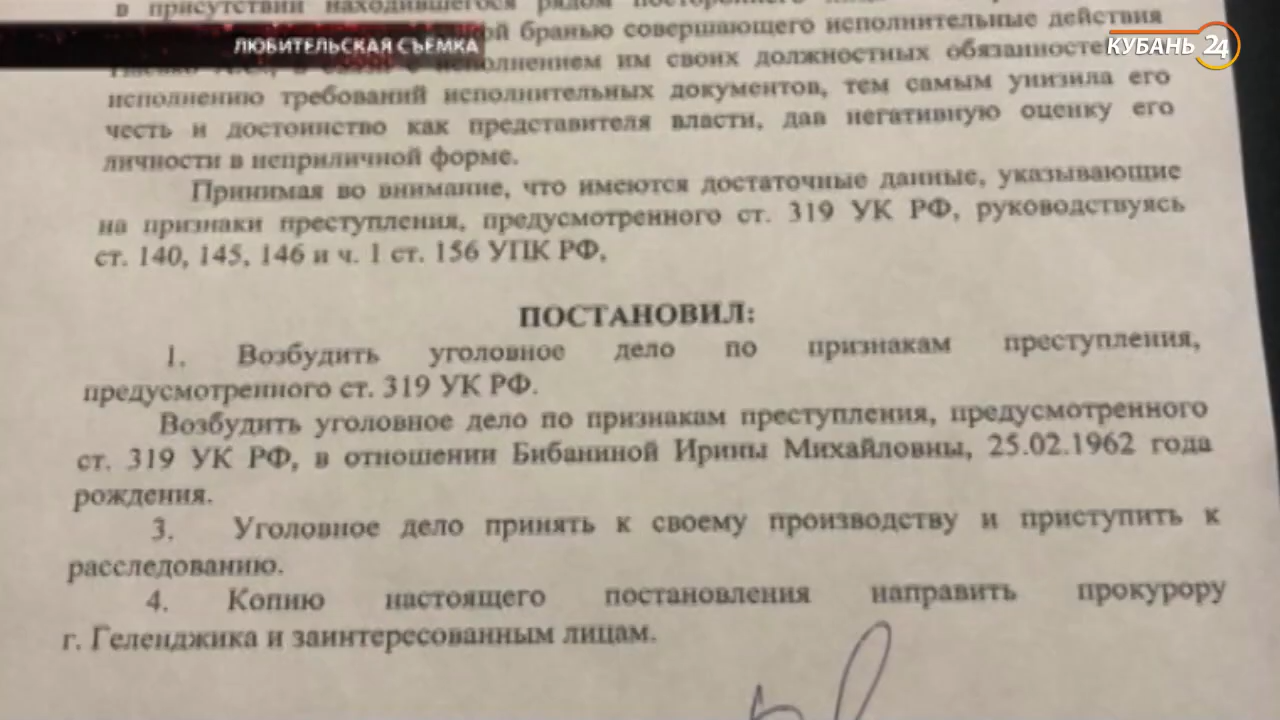 в присутствии находившегося рядом
ЛЮБИТЕЛЬСКАЯ СЪЕМКА
КУБАНЬ 24
бранью совершающего исполнительные действия
исполнением им своих должностных обязанностей
исполнению требований исполнительных документов, тем самым унизила его
честь и достоинство как представителя власти, дав негативную оценку его
личности в неприличной форме.
Принимая во внимание, что имеются достаточные данные, указывающие
на признаки преступления, предусмотренного ст. 319 УК РФ, руководствуясь
ст. 140, 145, 146 и ч. 1 ст. 156 УПК РФ,
ПОСТАНОВИЛ:
1. Возбудить уголовное дело по признакам преступления,
предусмотренного ст. 319 УК РФ.
Возбудить уголовное дело по признакам преступления, предусмотренного
ст. 319 УК РФ, в отношении Бибаниной Ирины Михайловны, 25.02.1962 года
рождения.
3. Уголовное дело принять к своему производству и приступить к
расследованию.
4. Копию настоящего постановления направить прокурору
г. Геленджика и заинтересованным лицам.